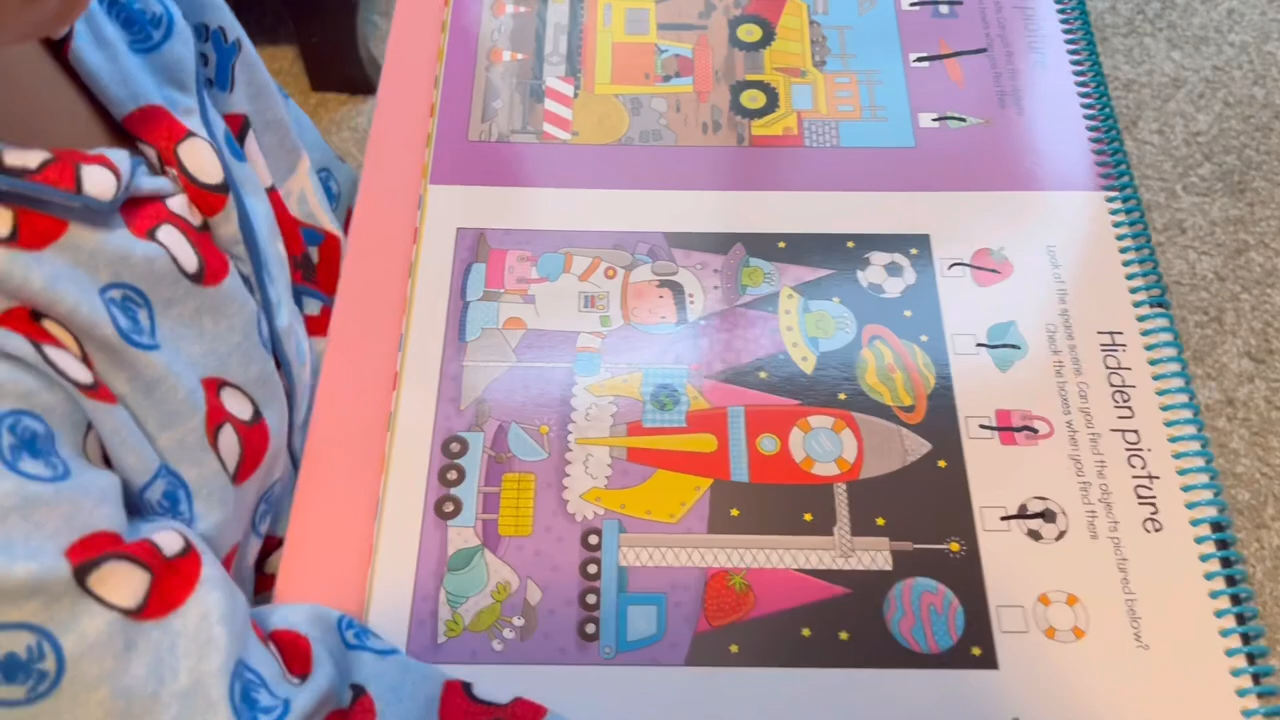 Hidden picture
Look at the space scene. Can you find the objects pictured below?
Check the boxes when you find them
picture